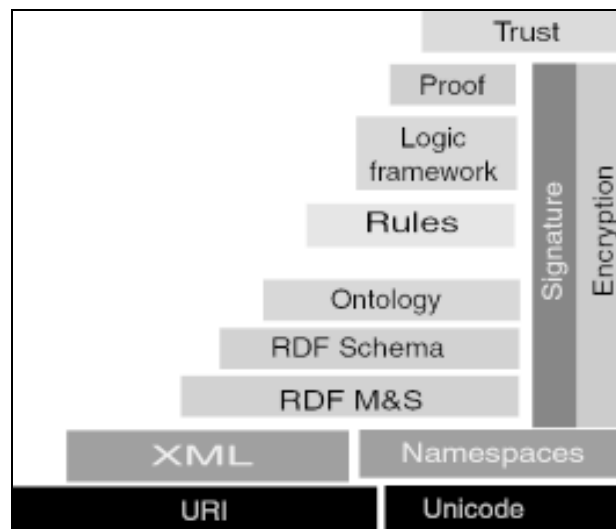 Trust
Proof
Logic
framework
Rules
Ontology
RDF Schema
RDF M&S
Signature
Encryption
XML
Namespaces
URI
Unicode